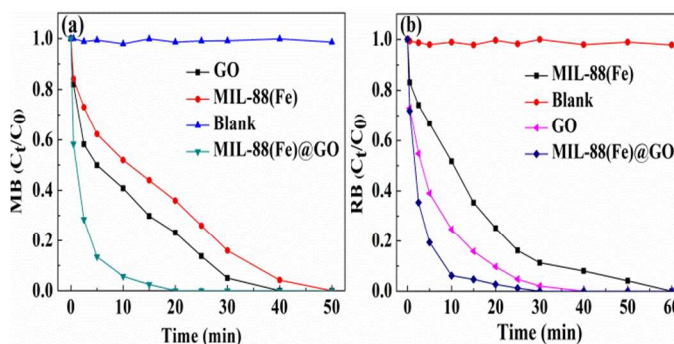 (a)
MB (Ct/C0)
1.0
0.8
0.6
0.4
0.2
0.0
GO
MIL-88(Fe)
Blank
MIL-88(Fe)@GO
0 10 20 30 40 50
Time (min)
(b)
RB (Ct/C0)
1.0
0.8
0.6
0.4
0.2
0.0
MIL-88(Fe)
Blank
GO
MIL-88(Fe)@GO
0 10 20 30 40 50 60
Time (min)